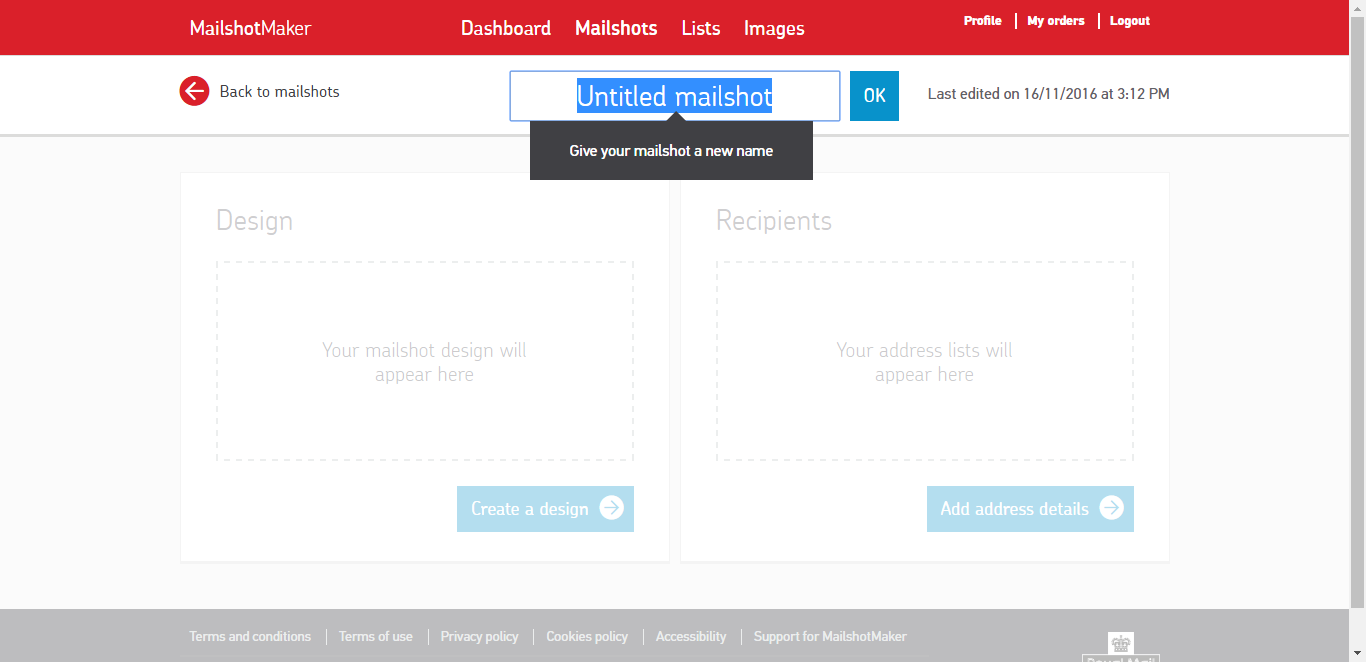 MailshotMaker
Dashboard Mailshots Lists Images
Profile My orders Logout
Back to mailshots
Untitled mailshot
OK
Last edited on 16/11/2016 at 3:12 PM
Give your mailshot a new name
Design
Your mailshot design will
appear here
Create a design
Recipients
Your address lists will
appear here
Add address details
Terms and conditions Terms of use Privacy policy Cookies policy Accessibility Support for MailshotMaker
Royal Mail